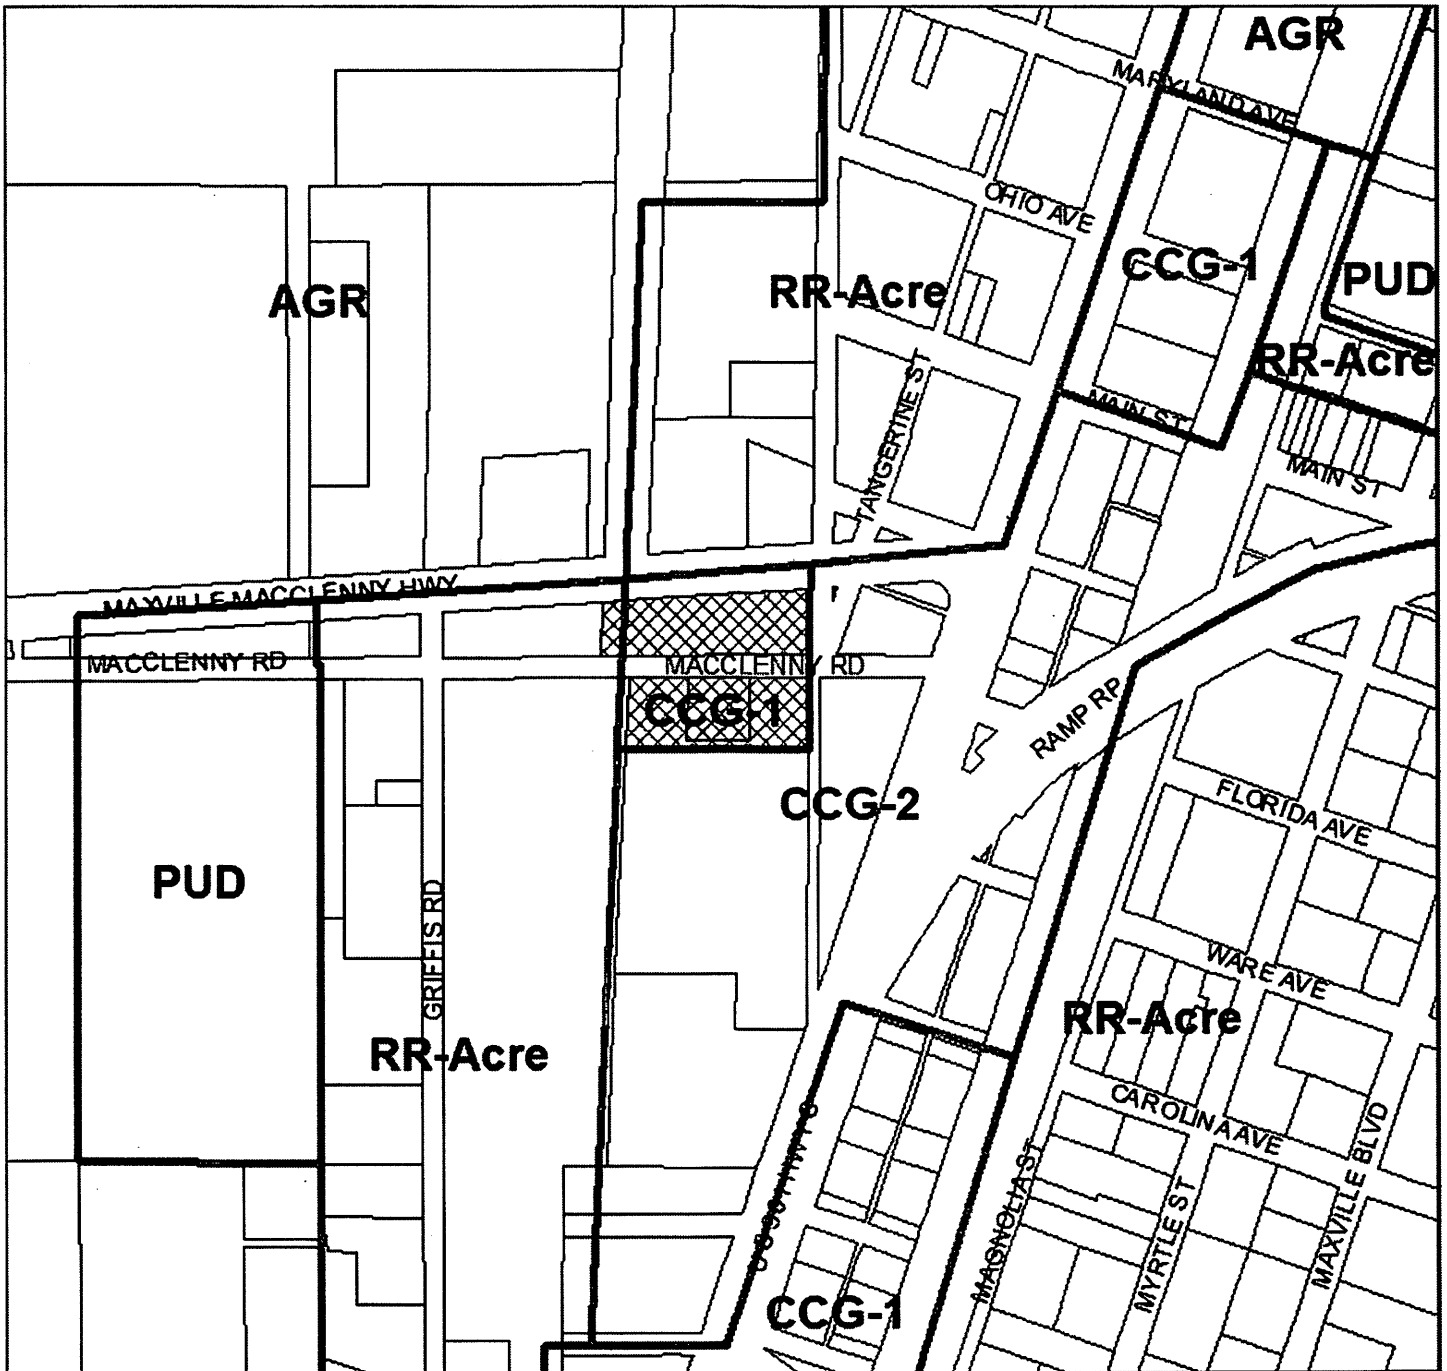 AGR
MARYLAND AVE
OHIO AVE
CCG-1
PUD
AGR
RR-Acre
RR-Acre
TANGERINE ST
MAIN ST
MAIN ST
MAXVILLE MACCLENNY HWY
MACCLENNY RD
MACCLENNY RD
CCG-1
RAMP RP
CCG-2
FLORIDA AVE
PUD
GRIFFIS RD
WARE AVE
RR-Acre
RR-Acre
CAROLINA AVE
MAGNOLIA ST
MYRTLE ST
MAXVILLE BLVD
CCG-1